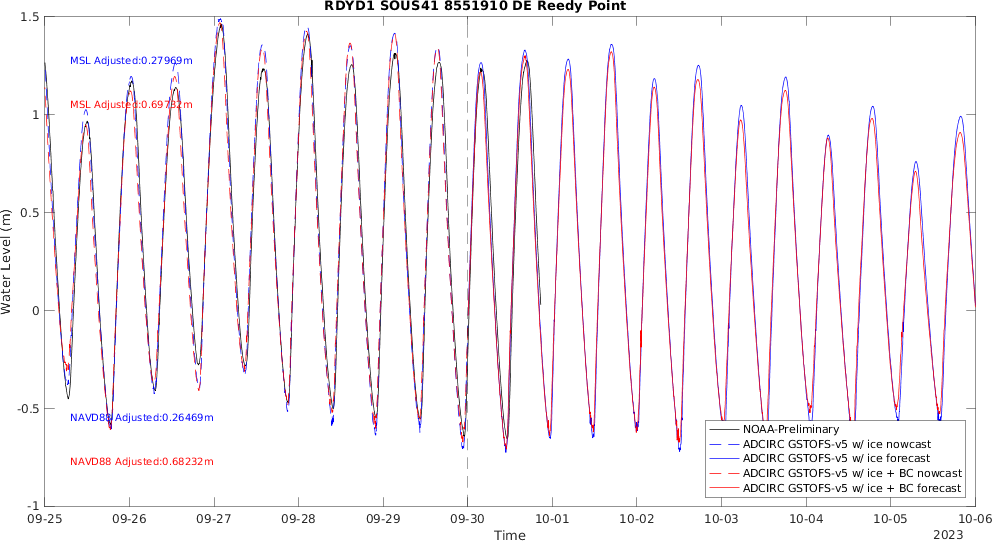 RDYD1 SOUS41 8551910 DE Reedy Point
1.5
1
0.5
0
-0.5
-1
Water Level (m)
MSL Adjusted:0.27969m
MSL Adjusted:0.69732m
NAVD88 Adjusted:0.26469m
NAVD88 Adjusted:0.68232m
NOAA-Preliminary
ADCIRC GSTOFS-v5 w/ ice nowcast
ADCIRC GSTOFS-v5 w/ ice forecast
ADCIRC GSTOFS-v5 w/ ice + BC nowcast
ADCIRC GSTOFS-v5 w/ ice + BC forecast
09-25 09-26 09-27 09-28 09-29 09-30 10-01 10-02 10-03 10-04 10-05 10-06
Time
2023